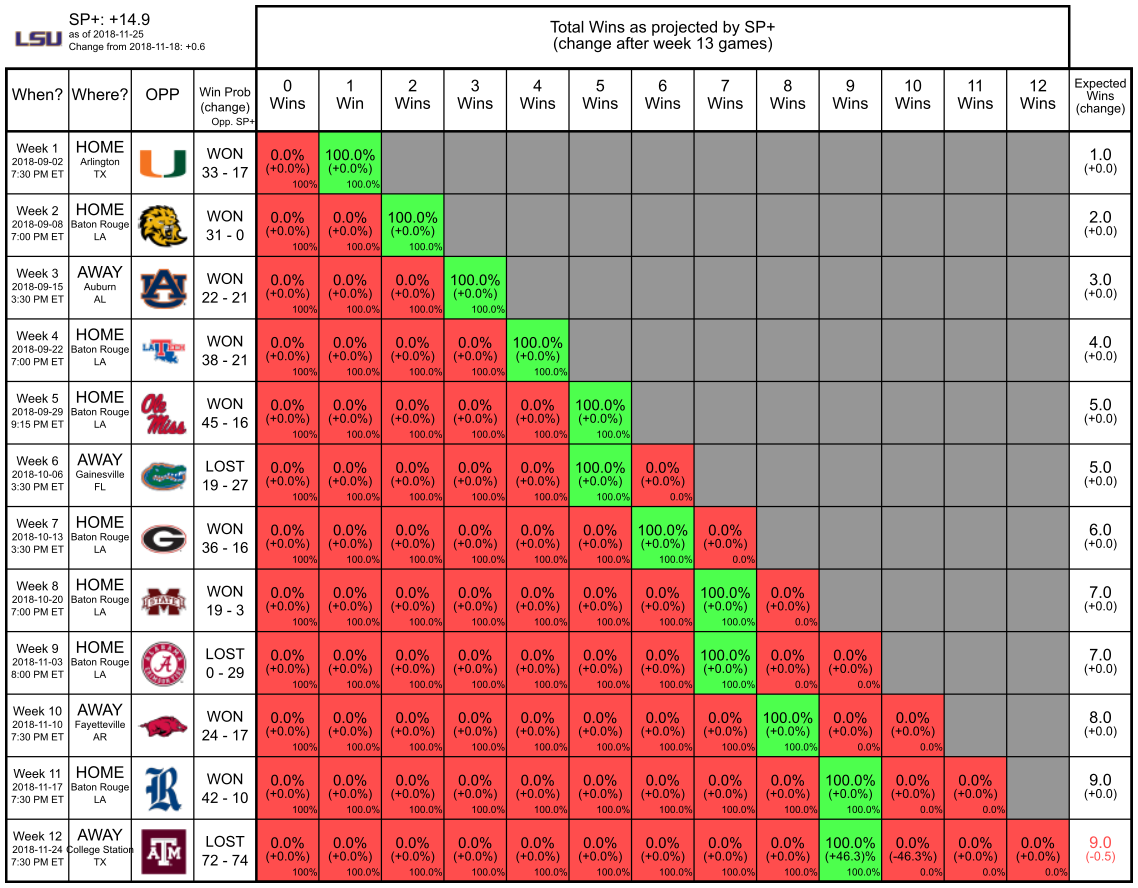 LSU
SP+: +14.9
as of 2018-11-25
Change from 2018-11-18: +0.6
Total Wins as projected by SP+
(change after week 13 games)
When? Where? OPP
Win Prob
(change)
Opp. SP+
0 1 2 3 4 5 6 7 8 9 10 11 12
Wins Win Wins Wins Wins Wins Wins Wins Wins Wins Wins Wins Wins
Expected
Wins
(change)
Week 1
2018-09-02
7:30 PM ET
HOME
Arlington
TX
WON
33 - 17
0.0% 100.0%
(+0.0%) (+0.0%)
100% 100.0%
1.0
(+0.0)
Week 2
2018-09-08
7:00 PM ET
HOME
Baton Rouge
LA
WON
31 - 0
0.0% 0.0% 100.0%
(+0.0%) (+0.0%) (+0.0%)
100% 100.0% 100.0%
2.0
(+0.0)
Week 3
2018-09-15
3:30 PM ET
AWAY
Auburn
AL
AU
WON
22 - 21
0.0% 0.0% 0.0% 100.0%
(+0.0%) (+0.0%) (+0.0%) (+0.0%)
100% 100.0% 100.0% 100.0%
3.0
(+0.0)
Week 4
2018-09-22
7:00 PM ET
HOME
Baton Rouge
LA
LA TECH
WON
38 - 21
0.0% 0.0% 0.0% 0.0% 100.0%
(+0.0%) (+0.0%) (+0.0%) (+0.0%) (+0.0%)
100% 100.0% 100.0% 100.0% 100.0%
4.0
(+0.0)
Week 5
2018-09-29
9:15 PM ET
HOME
Baton Rouge
LA
Ole
Miss
WON
45 - 16
0.0% 0.0% 0.0% 0.0% 0.0% 100.0%
(+0.0%) (+0.0%) (+0.0%) (+0.0%) (+0.0%) (+0.0%)
100% 100.0% 100.0% 100.0% 100.0% 100.0%
5.0
(+0.0)
Week 6
2018-10-06
3:30 PM ET
AWAY
Gainesville
FL
LOST
19 - 27
0.0% 0.0% 0.0% 0.0% 0.0% 100.0% 0.0%
(+0.0%) (+0.0%) (+0.0%) (+0.0%) (+0.0%) (+0.0%) (+0.0%)
100% 100.0% 100.0% 100.0% 100.0% 100.0% 0.0%
5.0
(+0.0)
Week 7
2018-10-13
3:30 PM ET
HOME
Baton Rouge
LA
G
WON
36 - 16
0.0% 0.0% 0.0% 0.0% 0.0% 0.0% 100.0% 0.0%
(+0.0%) (+0.0%) (+0.0%) (+0.0%) (+0.0%) (+0.0%) (+0.0%) (+0.0%)
100% 100.0% 100.0% 100.0% 100.0% 100.0% 100.0% 0.0%
6.0
(+0.0)
Week 8
2018-10-20
7:00 PM ET
HOME
Baton Rouge
LA
STATE
WON
19 - 3
0.0% 0.0% 0.0% 0.0% 0.0% 0.0% 0.0% 100.0% 0.0%
(+0.0%) (+0.0%) (+0.0%) (+0.0%) (+0.0%) (+0.0%) (+0.0%) (+0.0%) (+0.0%)
100% 100.0% 100.0% 100.0% 100.0% 100.0% 100.0% 100.0% 0.0%
7.0
(+0.0)
Week 9
2018-11-03
8:00 PM ET
HOME
Baton Rouge
LA
ALABAMA
A
CRIMSON TIDE
LOST
0 - 29
0.0% 0.0% 0.0% 0.0% 0.0% 0.0% 0.0% 100.0% 0.0% 0.0%
(+0.0%) (+0.0%) (+0.0%) (+0.0%) (+0.0%) (+0.0%) (+0.0%) (+0.0%) (+0.0%) (+0.0%)
100% 100.0% 100.0% 100.0% 100.0% 100.0% 100.0% 100.0% 0.0% 0.0%
7.0
(+0.0)
Week 10
2018-11-10
7:30 PM ET
AWAY
Fayetteville
AR
WON
24 - 17
0.0% 0.0% 0.0% 0.0% 0.0% 0.0% 0.0% 0.0% 100.0% 0.0% 0.0%
(+0.0%) (+0.0%) (+0.0%) (+0.0%) (+0.0%) (+0.0%) (+0.0%) (+0.0%) (+0.0%) (+0.0%) (+0.0%)
100% 100.0% 100.0% 100.0% 100.0% 100.0% 100.0% 100.0% 100.0% 0.0% 0.0%
8.0
(+0.0)
Week 11
2018-11-17
7:30 PM ET
HOME
Baton Rouge
LA
R
WON
42 - 10
0.0% 0.0% 0.0% 0.0% 0.0% 0.0% 0.0% 0.0% 0.0% 100.0% 0.0% 0.0%
(+0.0%) (+0.0%) (+0.0%) (+0.0%) (+0.0%) (+0.0%) (+0.0%) (+0.0%) (+0.0%) (+0.0%) (+0.0%) (+0.0%)
100% 100.0% 100.0% 100.0% 100.0% 100.0% 100.0% 100.0% 100.0% 100.0% 0.0% 0.0%
9.0
(+0.0)
Week 12
2018-11-24
7:30 PM ET
AWAY
College Station
TX
ATM
LOST
72 - 74
0.0% 0.0% 0.0% 0.0% 0.0% 0.0% 0.0% 0.0% 0.0% 100.0% 0.0% 0.0% 0.0%
(+0.0%) (+0.0%) (+0.0%) (+0.0%) (+0.0%) (+0.0%) (+0.0%) (+0.0%) (+0.0%) (+46.3)% (-46.3%) (+0.0%) (+0.0%)
100% 100.0% 100.0% 100.0% 100.0% 100.0% 100.0% 100.0% 100.0% 100.0% 0.0% 0.0% 0.0%
9.0
(-0.5)